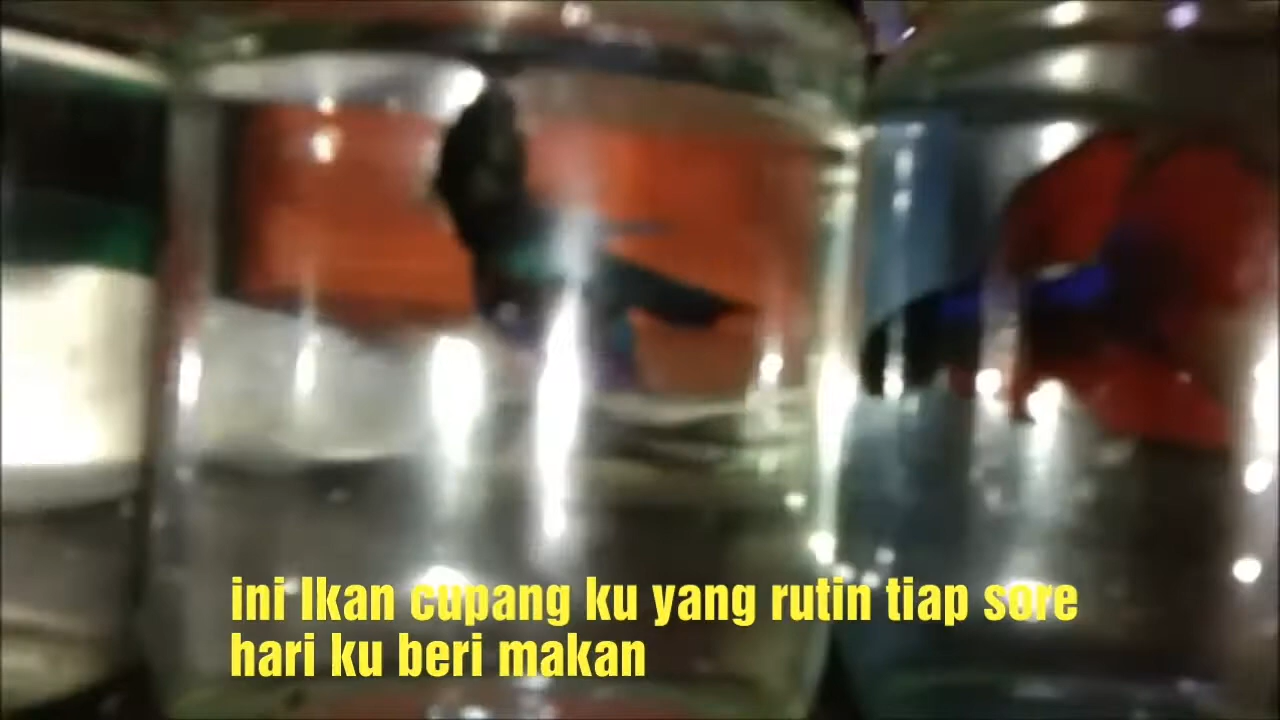 ini Ikan cupang ku yang rutin tiap sore
hari ku beri makan